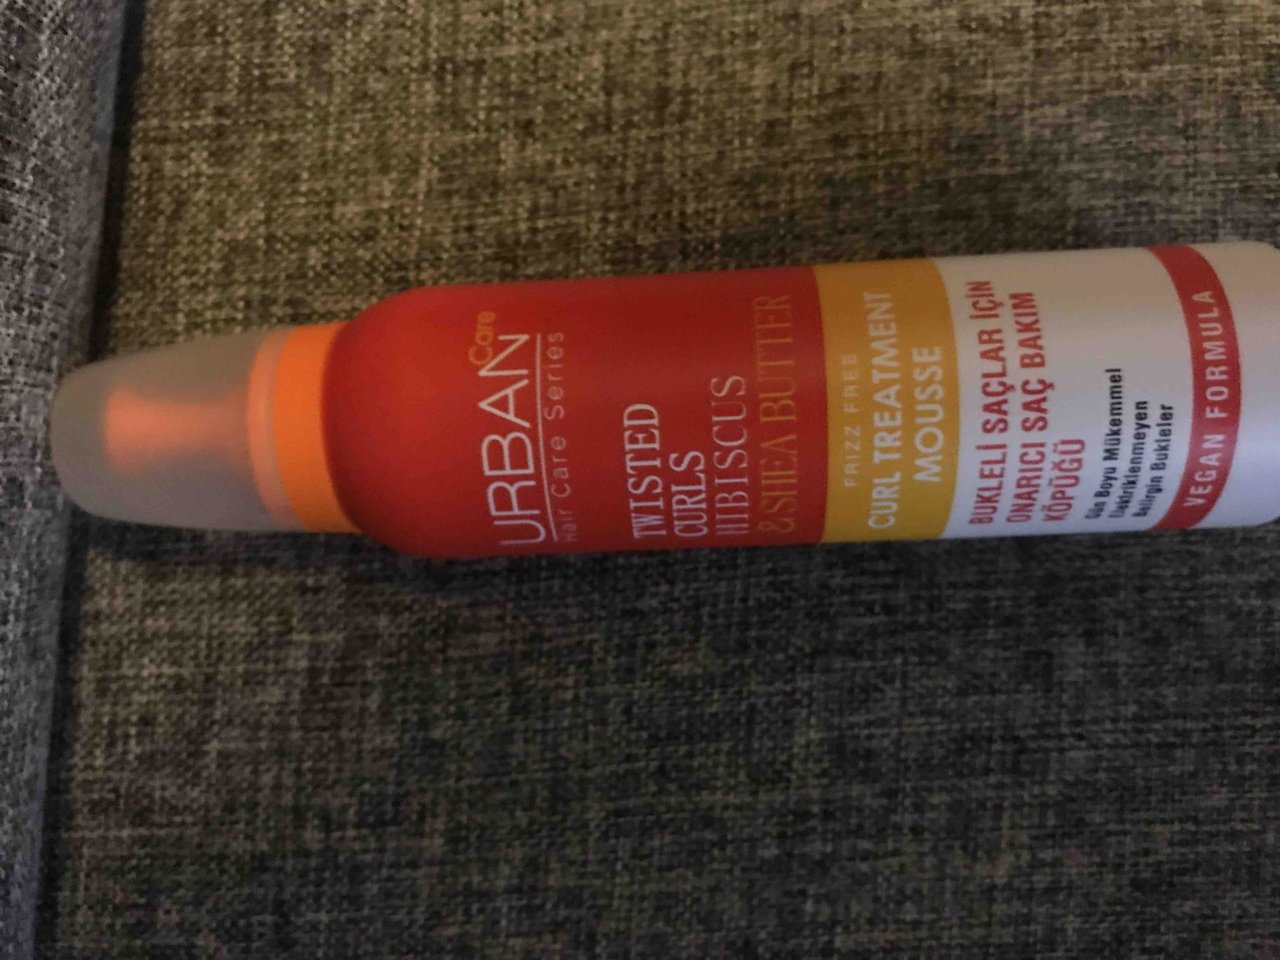 URBAN Care
Hair Care Series
TWISTED
CURLS
HIBISCUS
& SHEA BUTTER
FRIZZ FREE
CURL TREATMENT
MOUSSE
BUKLELİ SAÇLAR İÇİN
ONARICI SAÇ BAKIM
KÖPÜĞÜ
Gün Boyu Mükemmel
Elektriklenmeyen
Belirgin Bukleler
VEGAN FORMULA